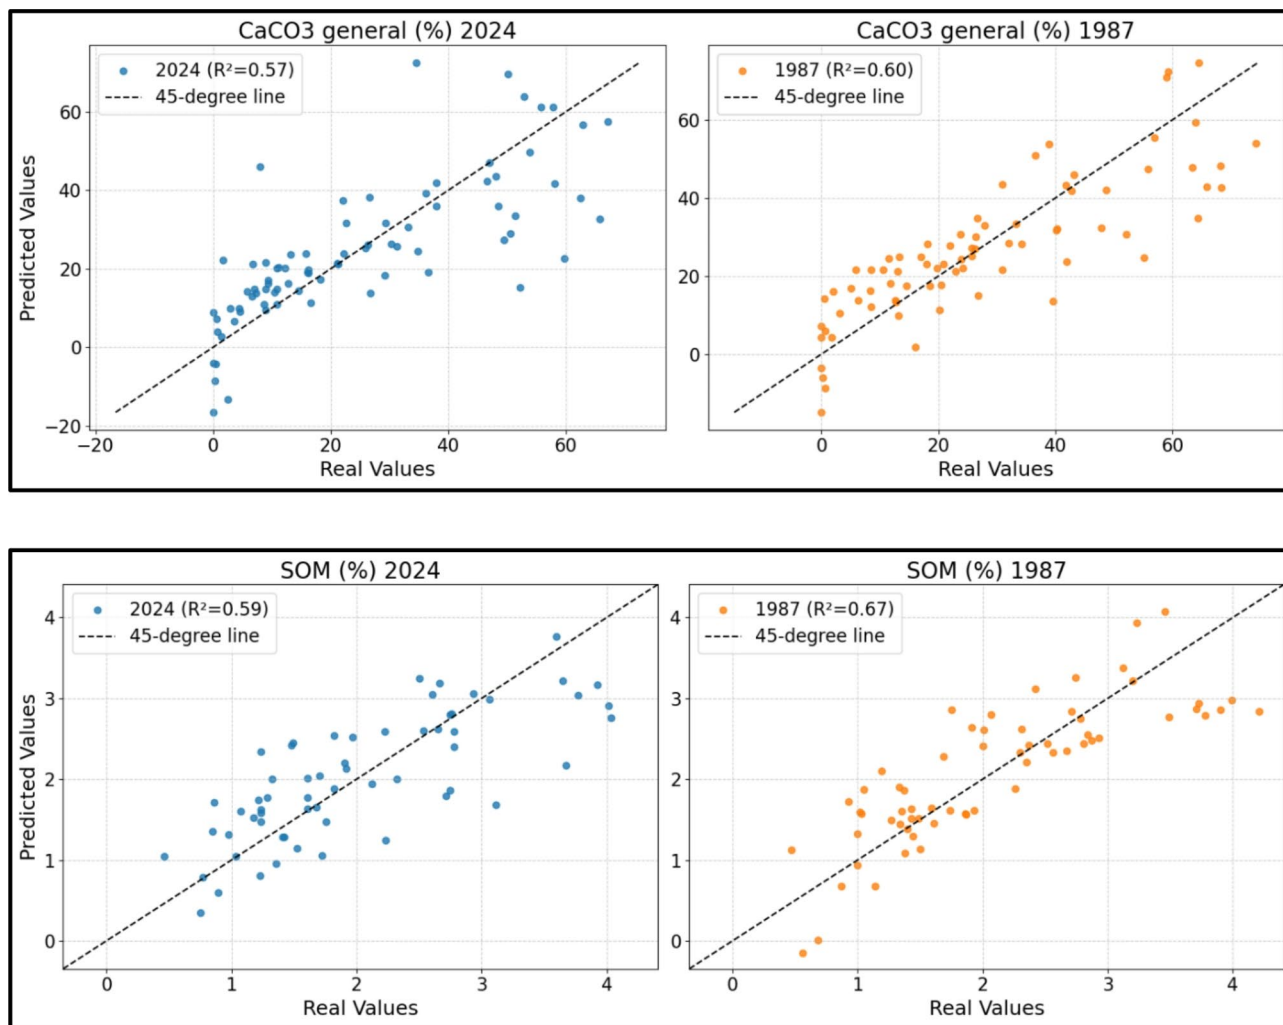 CaCO3 general (%) 2024
2024 (R²=0.57)
45-degree line
60
40
20
0
−20
Predicted Values
−20 0 20 40 60
Real Values
CaCO3 general (%) 1987
1987 (R²=0.60)
45-degree line
60
40
20
0
0 20 40 60
Real Values
SOM (%) 2024
2024 (R²=0.59)
45-degree line
4
3
2
1
0
Predicted Values
0 1 2 3 4
Real Values
SOM (%) 1987
1987 (R²=0.67)
45-degree line
4
3
2
1
0
0 1 2 3 4
Real Values